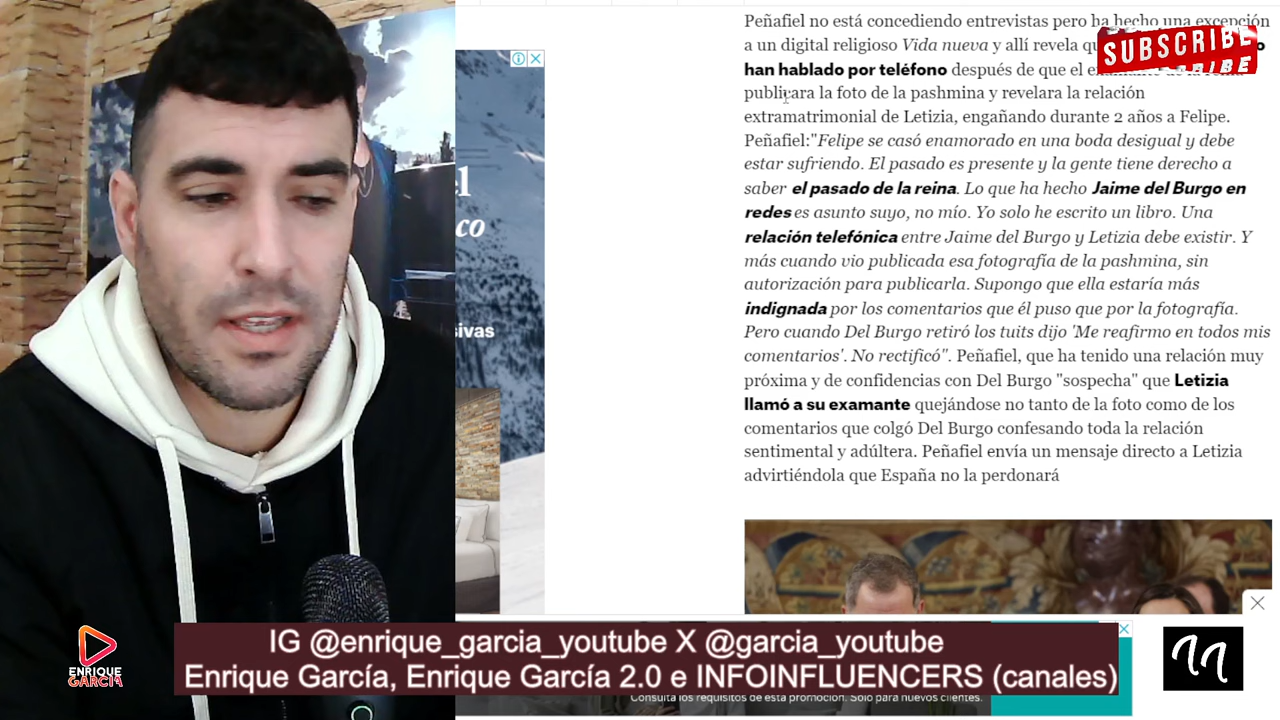 Peñafiel no está concediendo entrevistas pero ha hecho una excepción
a un digital religioso Vida nueva y allí revela
han hablado por teléfono después de que el examante de la reina
publicara la foto de la pashmina y revelara la relación
extramatrimonial de Letizia, engañando durante 2 años a Felipe.
Peñafiel:"Felipe se casó enamorado en una boda desigual y debe
estar sufriendo. El pasado es presente y la gente tiene derecho a
saber el pasado de la reina. Lo que ha hecho Jaime del Burgo en
redes es asunto suyo, no mío. Yo solo he escrito un libro. Una
relación telefónica entre Jaime del Burgo y Letizia debe existir. Y
más cuando vio publicada esa fotografía de la pashmina, sin
autorización para publicarla. Supongo que ella estaría más
indignada por los comentarios que él puso que por la fotografía.
Pero cuando Del Burgo retiró los tuits dijo 'Me reafirmo en todos mis
comentarios'. No rectificó". Peñafiel, que ha tenido una relación muy
próxima y de confidencias con Del Burgo "sospecha" que Letizia
llamó a su examante quejándose no tanto de la foto como de los
comentarios que colgó Del Burgo confesando toda la relación
sentimental y adúltera. Peñafiel envía un mensaje directo a Letizia
advirtiéndola que España no la perdonará
SUBSCRIBE
co
IG @enrique_garcia_youtube X @garcia_youtube
Enrique García, Enrique García 2.0 e INFOINFLUENCERS (canales)
Consulta los requisitos de esta promoción. Solo para nuevos clientes.
ENRIQUE
GARCÍA